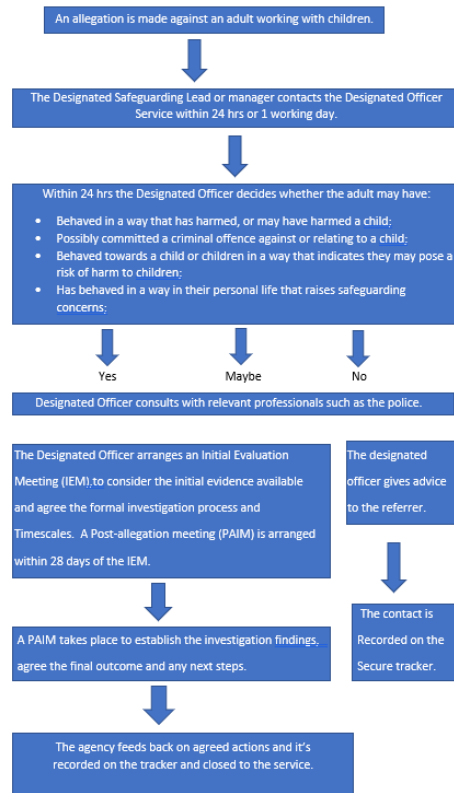 An allegation is made against an adult working with children.
The Designated Safeguarding Lead or manager contacts the Designated Officer
Service within 24 hrs or 1 working day.
Within 24 hrs the Designated Officer decides whether the adult may have:
• Behaved in a way that has harmed, or may have harmed a child;
• Possibly committed a criminal offence against or relating to a child;
• Behaved towards a child or children in a way that indicates they may pose a
risk of harm to children;
• Has behaved in a way in their personal life that raises safeguarding
concerns;
Yes
Maybe
No
Designated Officer consults with relevant professionals such as the police.
The Designated Officer arranges an Initial Evaluation
Meeting (IEM),to consider the initial evidence available
and agree the formal investigation process and
Timescales. A Post-allegation meeting (PAIM) is arranged
within 28 days of the IEM.
The designated
officer gives advice
to the referrer.
A PAIM takes place to establish the investigation findings,
agree the final outcome and any next steps.
The contact is
Recorded on the
Secure tracker.
The agency feeds back on agreed actions and it's
recorded on the tracker and closed to the service.